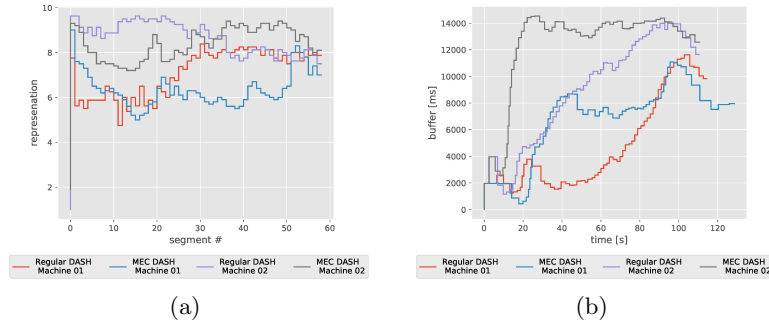 10
8
6
4
2
represenation
0 10 20 30 40 50 60
segment #
Regular DASH Machine 01
MEC DASH Machine 01
Regular DASH Machine 02
MEC DASH Machine 02
(a)
14000
12000
10000
8000
6000
4000
2000
0
buffer [ms]
0 20 40 60 80 100 120
time [s]
Regular DASH Machine 01
MEC DASH Machine 01
Regular DASH Machine 02
MEC DASH Machine 02
(b)